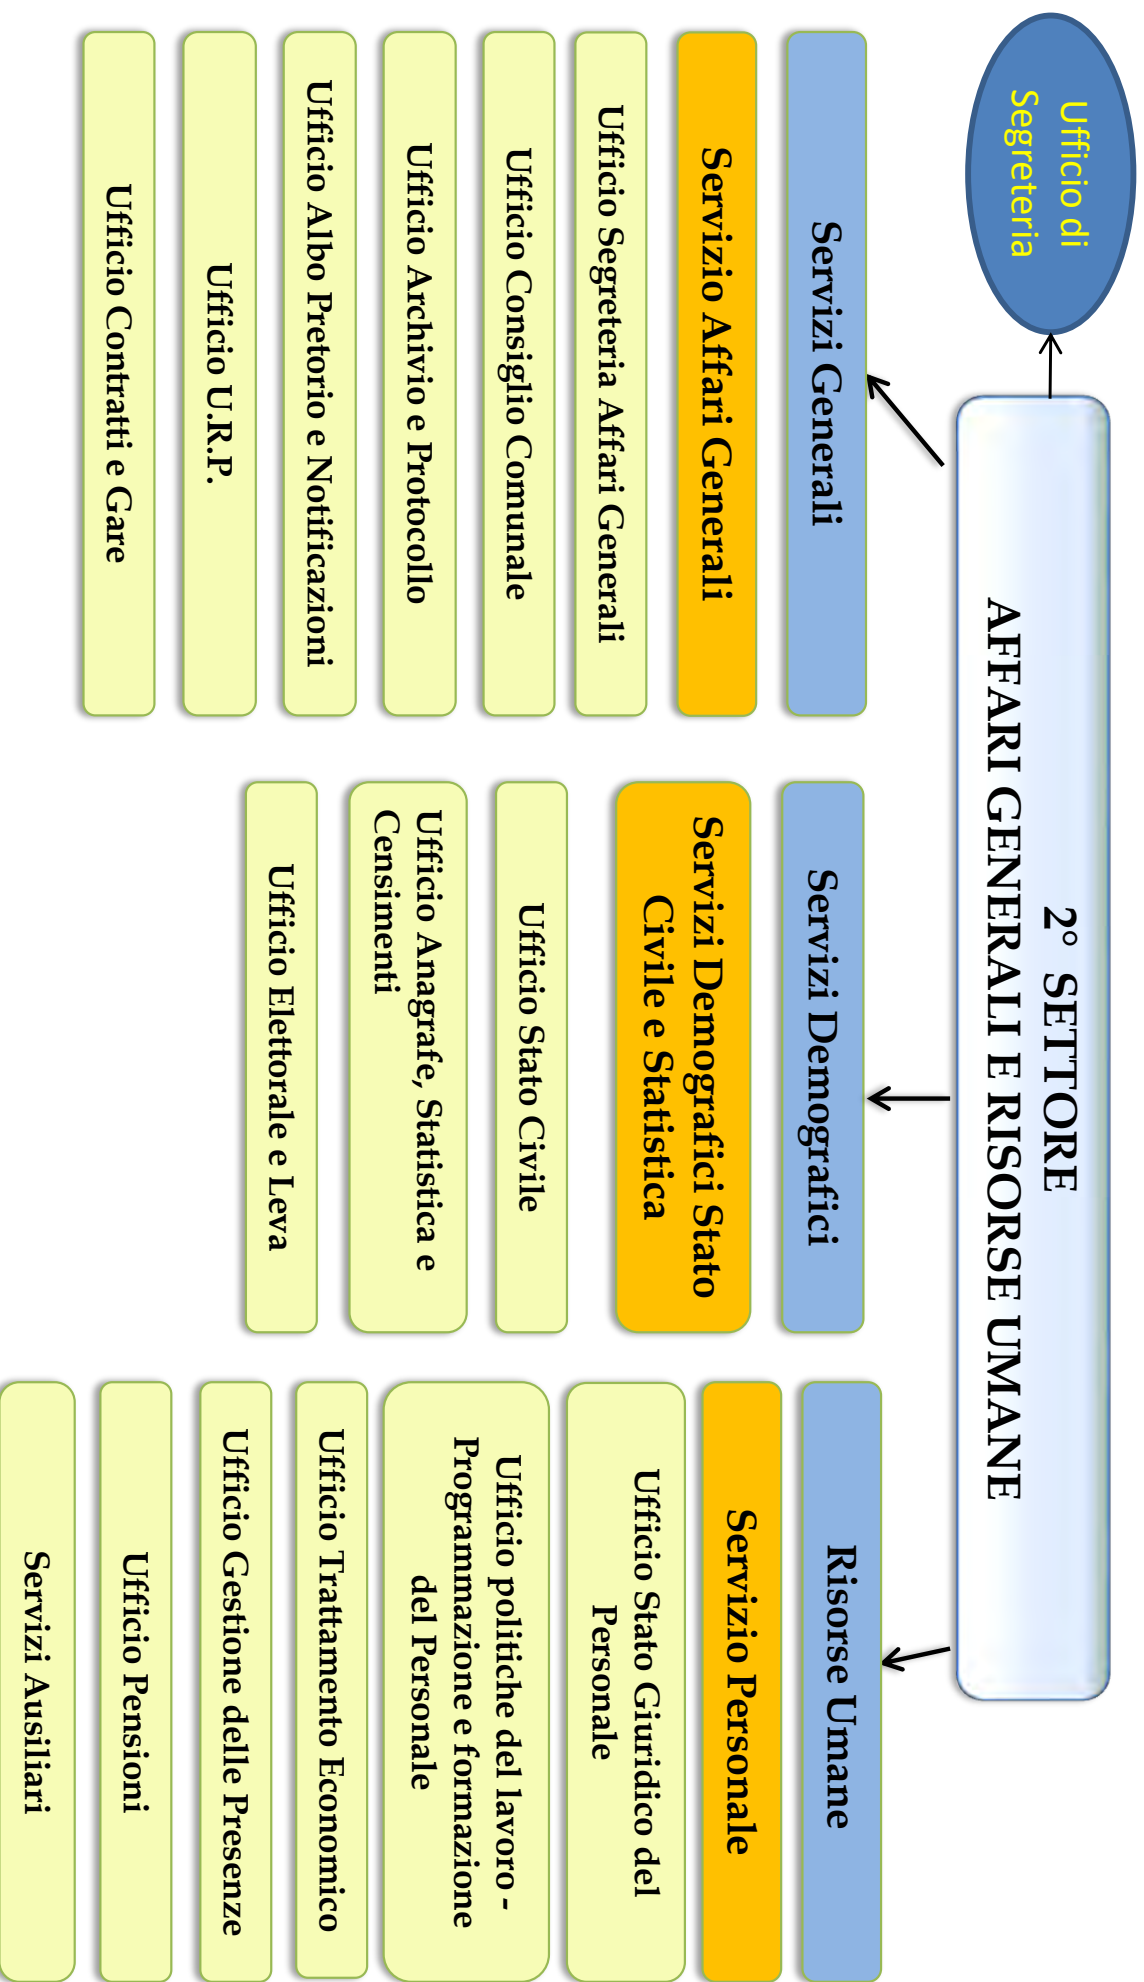 2° SETTORE
AFFARI GENERALI E RISORSE UMANE
Ufficio di
Segreteria
Servizi Generali
Servizio Affari Generali
Ufficio Segreteria Affari Generali
Ufficio Consiglio Comunale
Ufficio Archivio e Protocollo
Ufficio Albo Pretorio e Notificazioni
Ufficio U.R.P.
Ufficio Contratti e Gare
Servizi Demografici
Servizi Demografici Stato
Civile e Statistica
Ufficio Stato Civile
Ufficio Anagrafe, Statistica e
Censimenti
Ufficio Elettorale e Leva
Risorse Umane
Servizio Personale
Ufficio Stato Giuridico del
Personale
Ufficio politiche del lavoro -
Programmazione e formazione
del Personale
Ufficio Trattamento Economico
Ufficio Gestione delle Presenze
Ufficio Pensioni
Servizi Ausiliari